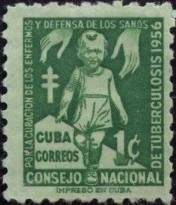 POR LA CURACION DE LOS ENFERMOS
Y DEFENSA DE LOS SANOS
CUBA
CORREOS
1¢
CONSEJO NACIONAL
DE TUBERCULOSIS 1956
IMPRESO EN CUBA